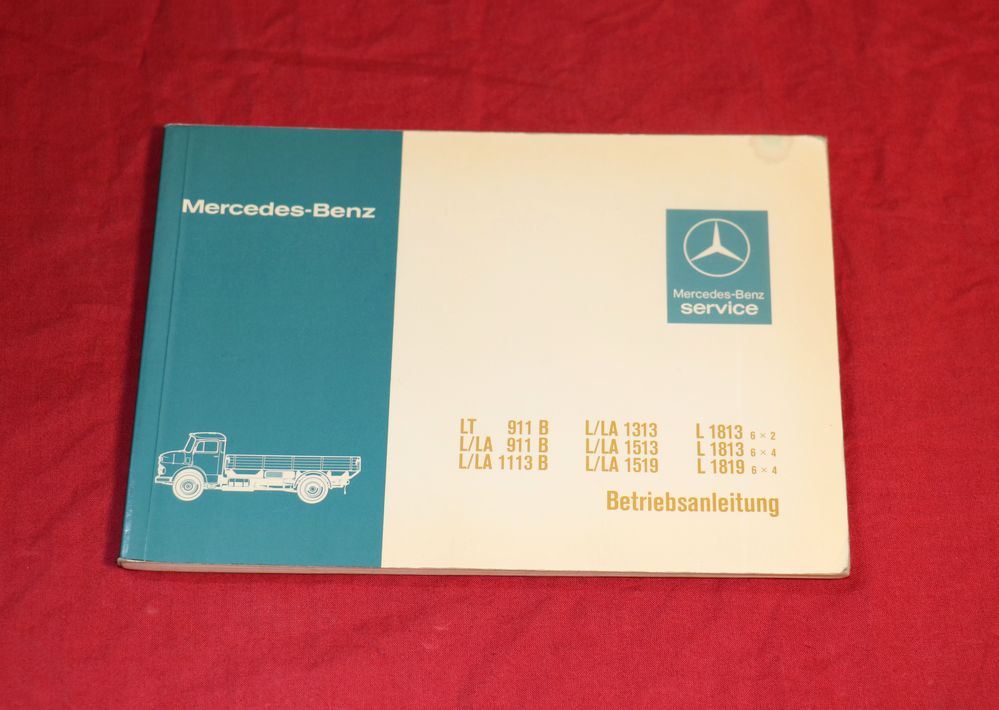 Mercedes-Benz
Mercedes-Benz
service
LT 911 B
L/LA 911 B
L/LA 1113 B
L/LA 1313
L/LA 1513
L/LA 1519
L 1813 6 × 2
L 1813 6 × 4
L 1819 6 × 4
Betriebsanleitung